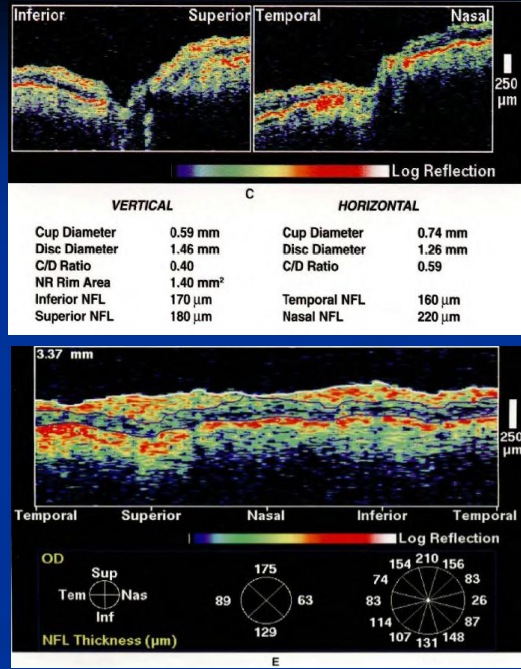 Inferior Superior Temporal Nasal
250
µm
Log Reflection
C
VERTICAL HORIZONTAL
Cup Diameter 0.59 mm Cup Diameter 0.74 mm
Disc Diameter 1.46 mm Disc Diameter 1.26 mm
C/D Ratio 0.40 C/D Ratio 0.59
NR Rim Area 1.40 mm²
Inferior NFL 170 µm Temporal NFL 160 µm
Superior NFL 180 µm Nasal NFL 220 µm
3.37 mm
250
µm
Temporal Superior Nasal Inferior Temporal
Log Reflection
OD
Sup
Tem Nas
Inf
NFL Thickness (µm)
175
89 63
129
210
154 156
74 83
83 26
114 87
107 148
131
E